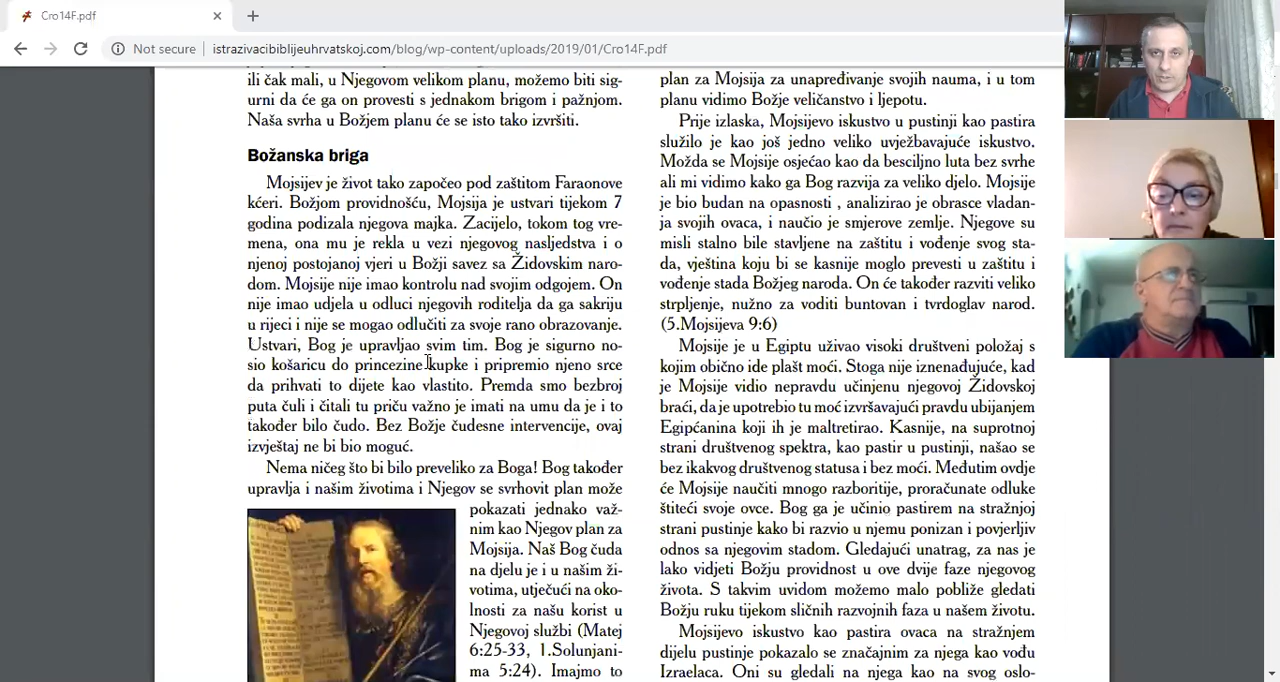 Cro14F.pdf
Not secure
istrazivacibiblijeuhrvatskoj.com/blog/wp-content/uploads/2019/01/Cro14F.pdf
ili čak mali, u Njegovom velikom planu, možemo biti sig-
urni da će ga on provesti s jednakom brigom i pažnjom.
Naša svrha u Božjem planu će se isto tako izvršiti.
Božanska briga
Mojsijev je život tako započeo pod zaštitom Faraonove
kćeri. Božjom providnošću, Mojsija je ustvari tijekom 7
godina podizala njegova majka. Zacijelo, tokom tog vre-
mena, ona mu je rekla u vezi njegovog nasljedstva i o
njenoj postojanoj vjeri u Božji savez sa Židovskim naro-
dom. Mojsije nije imao kontrolu nad svojim odgojem. On
nije imao udjela u odluci njegovih roditelja da ga sakriju
u rijeci i nije se mogao odlučiti za svoje rano obrazovanje.
Ustvari, Bog je upravljao svim tim. Bog je sigurno no-
sio košaricu do princezine kupke i pripremio njeno srce
da prihvati to dijete kao vlastito. Premda smo bezbroj
puta čuli i čitali tu priču važno je imati na umu da je i to
također bilo čudo. Bez Božje čudesne intervencije, ovaj
izvještaj ne bi bio moguć.
Nema ničeg što bi bilo preveliko za Boga! Bog također
upravlja i našim životima i Njegov se svrhovit plan može
pokazati jednako važ-
nim kao Njegov plan za
Mojsija. Naš Bog čuda
na djelu je i u našim ži-
votima, utječući na oko-
lnosti za našu korist u
Njegovoj službi (Matej
6:25-33, 1.Solunjani-
ma 5:24). Imajmo to
plan za Mojsija za unapređivanje svojih nauma, i u tom
planu vidimo Božje veličanstvo i ljepotu.
Prije izlaska, Mojsijevo iskustvo u pustinji kao pastira
služilo je kao još jedno veliko uvježbavajuće iskustvo.
Možda se Mojsije osjećao kao da besciljno luta bez svrhe
ali mi vidimo kako ga Bog razvija za veliko djelo. Mojsije
je bio budan na opasnosti , analizirao je obrasce vladan-
ja svojih ovaca, i naučio je smjerove zemlje. Njegove su
misli stalno bile stavljene na zaštitu i vođenje svog sta-
da, vještina koju bi se kasnije moglo prevesti u zaštitu i
vođenje stada Božjeg naroda. On će također razviti veliko
strpljenje, nužno za voditi buntovan i tvrdoglav narod.
(5.Mojsijeva 9:6)
Mojsije je u Egiptu uživao visoki društveni položaj s
kojim obično ide plašt moći. Stoga nije iznenađujuće, kad
je Mojsije vidio nepravdu učinjenu njegovoj Židovskoj
braći, da je upotrebio tu moć izvršavajući pravdu ubijanjem
Egipćanina koji ih je maltretirao. Kasnije, na suprotnoj
strani društvenog spektra, kao pastir u pustinji, našao se
bez ikakvog društvenog statusa i bez moći. Međutim ovdje
će Mojsije naučiti mnogo razboritije, proračunate odluke
štiteći svoje ovce. Bog ga je učinio pastirem na stražnjoj
strani pustinje kako bi razvio u njemu ponizan i povjerljiv
odnos sa njegovim stadom. Gledajući unatrag, za nas je
lako vidjeti Božju providnost u ove dvije faze njegovog
života. S takvim uvidom možemo malo pobliže gledati
Božju ruku tijekom sličnih razvojnih faza u našem životu.
Mojsijevo iskustvo kao pastira ovaca na stražnjem
dijelu pustinje pokazalo se značajnim za njega kao vođu
Izraelaca. Oni su gledali na njega kao na svog oslo-